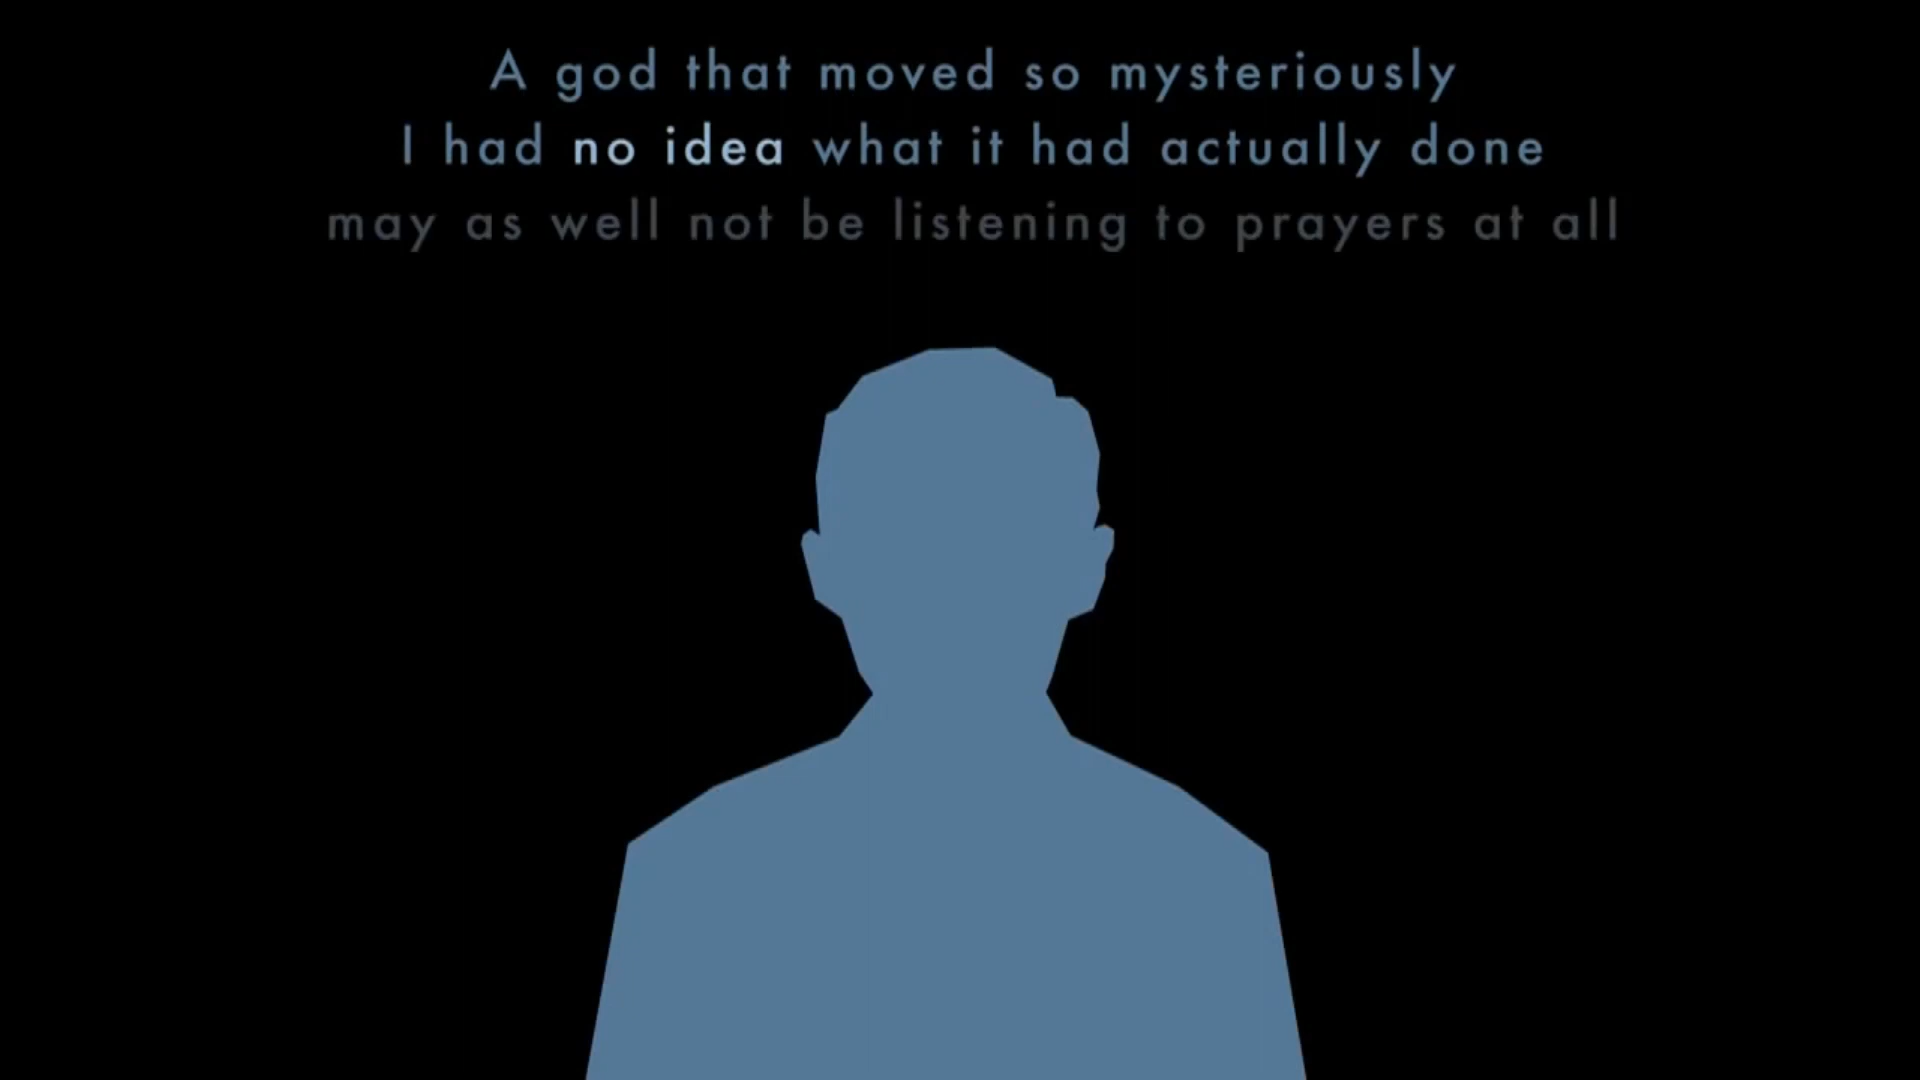 A god that moved so mysteriously
I had no idea what it had actually done
may as well not be listening to prayers at all